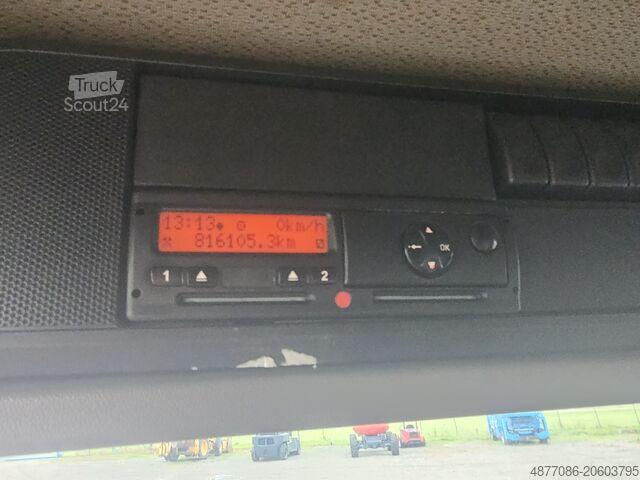 Truck
Scout24
13:13 0km/h
816105.3km
1 2
OK
4877086-20603795